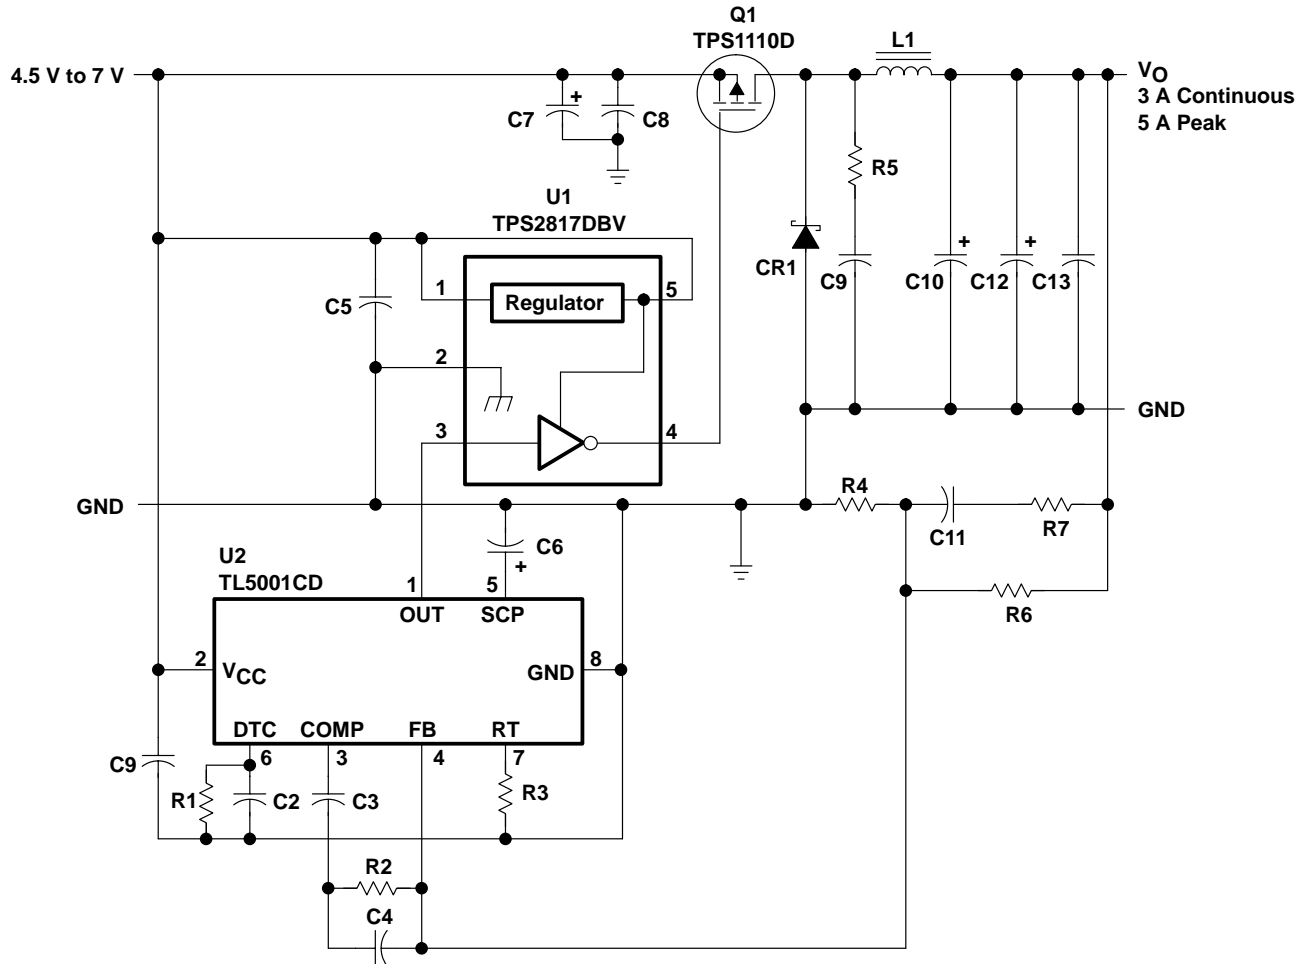 Q1
TPS1110D
L1
4.5 V to 7 V
VO
3 A Continuous
5 A Peak
C7
+
C8
R5
U1
TPS2817DBV
CR1
C9
C10
+
C12
+
C13
C5
1
Regulator
5
2
3
4
GND
GND
R4
C11
R7
R6
C6
+
U2
TL5001CD
1
5
OUT
SCP
2
VCC
GND
8
DTC
COMP
FB
RT
6
3
4
7
C9
R1
C2
C3
R3
R2
C4